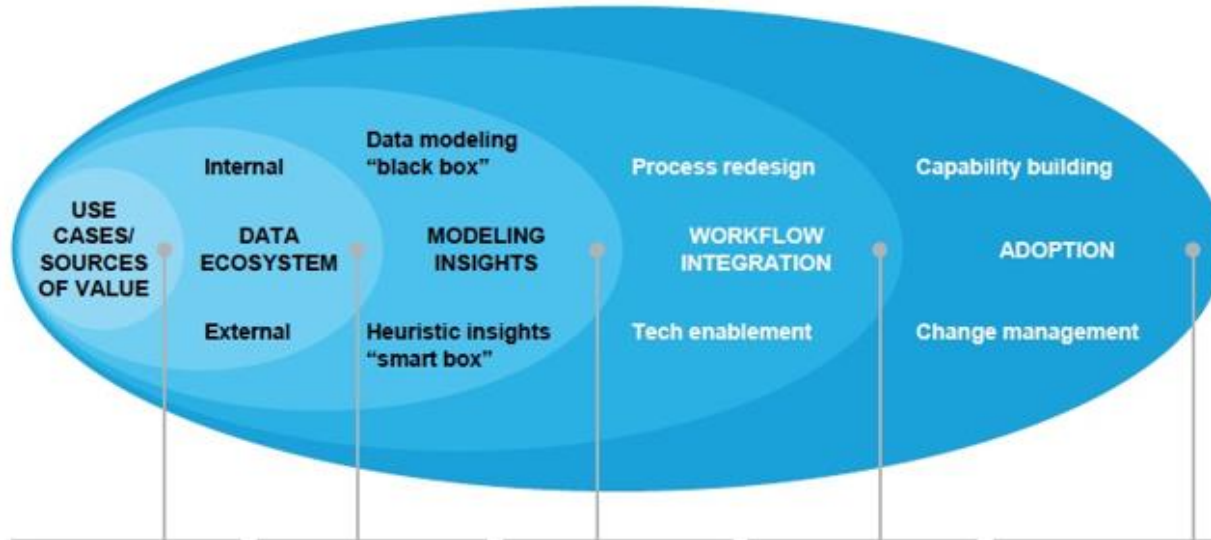 USE
CASES/
SOURCES
OF VALUE
Internal
DATA
ECOSYSTEM
External
Data modeling
“black box”
MODELING
INSIGHTS
Heuristic insights
“smart box”
Process redesign
WORKFLOW
INTEGRATION
Tech enablement
Capability building
ADOPTION
Change management